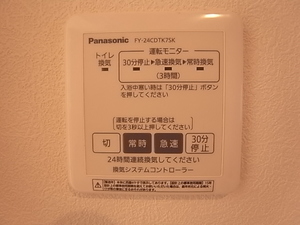 Panasonic FY-24CDTK7SK
トイレ 換気
運転モニター
30分停止▸急速換気▸常時換気
(3時間)
入浴中寒い時は「30分停止」ボタン
を押してください
運転を停止する場合は
切を3秒以上押してください
切 常時 急速 30分停止
24時間連続換気してください
換気システムコントローラー